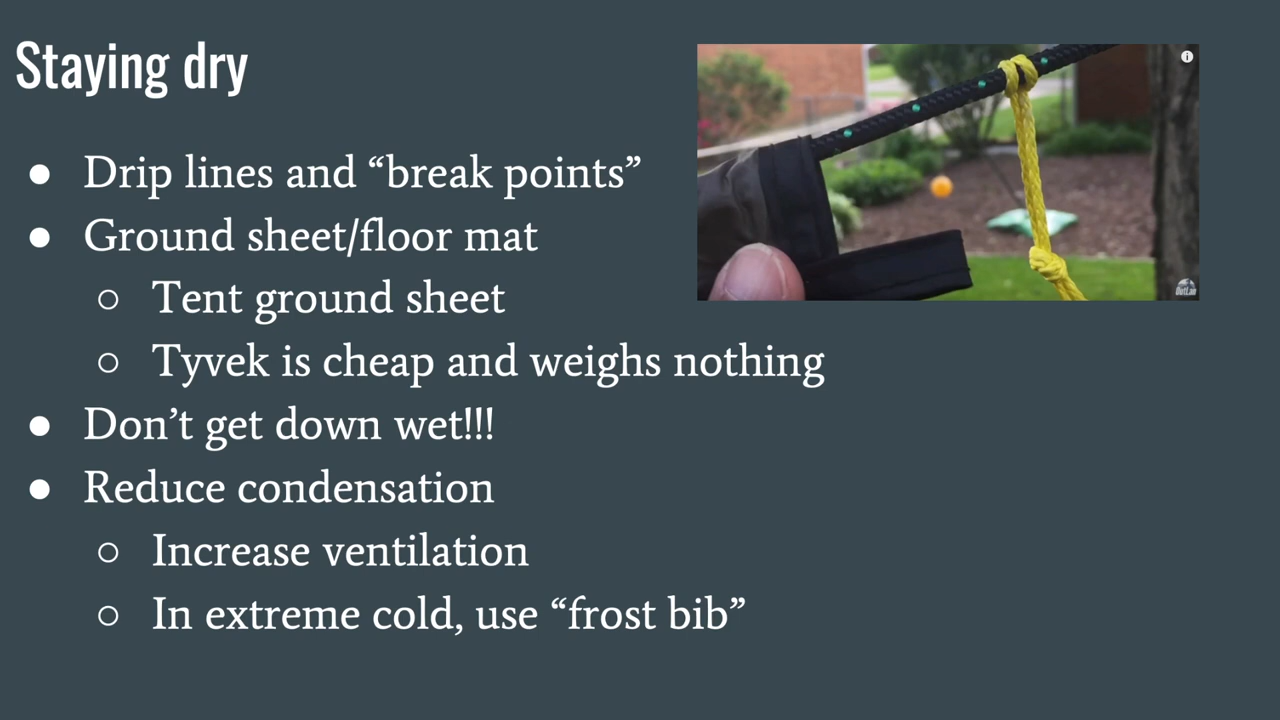 Staying dry
● Drip lines and “break points”
● Ground sheet/floor mat
○ Tent ground sheet
○ Tyvek is cheap and weighs nothing
● Don’t get down wet!!!
● Reduce condensation
○ Increase ventilation
○ In extreme cold, use “frost bib”